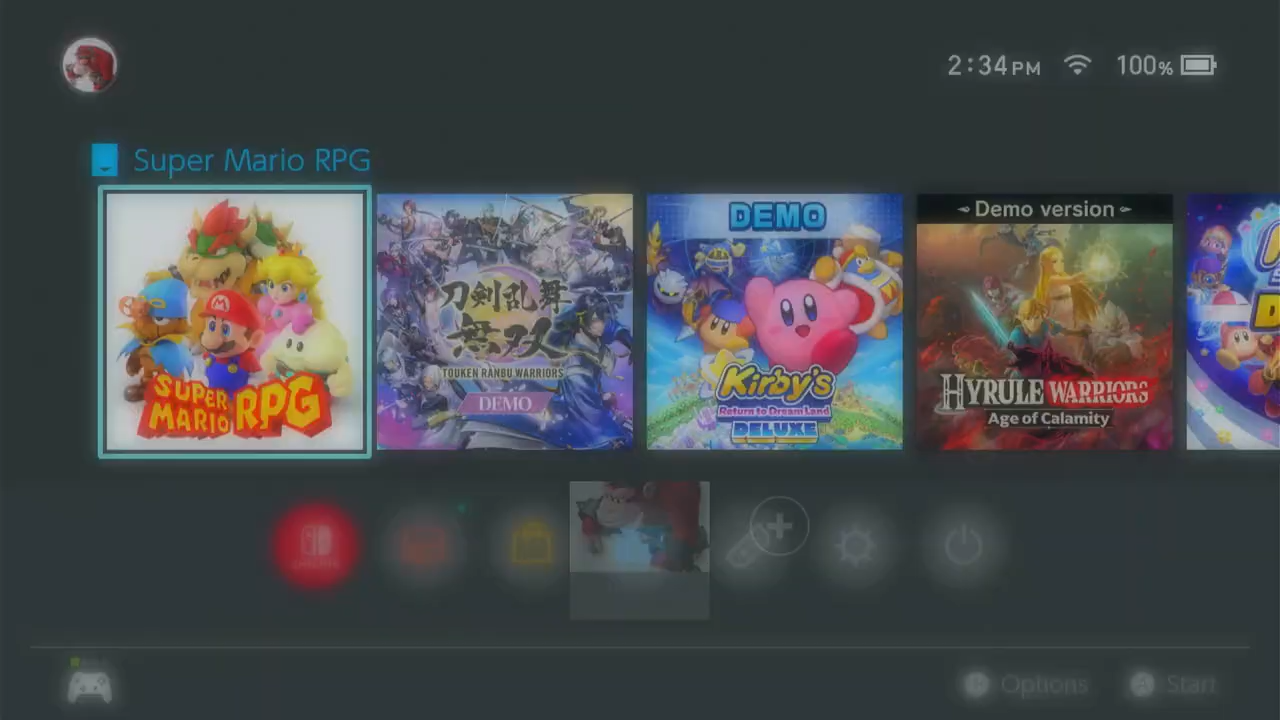 2:34PM
100%
Super Mario RPG
SUPER
MARIO RPG
刀剣乱舞
無双
TOUKEN RANBU WARRIORS
DEMO
DEMO
Kirby's
Return to Dream Land
DELUXE
Demo version
HYRULE WARRIORS
Age of Calamity
Options
A Start